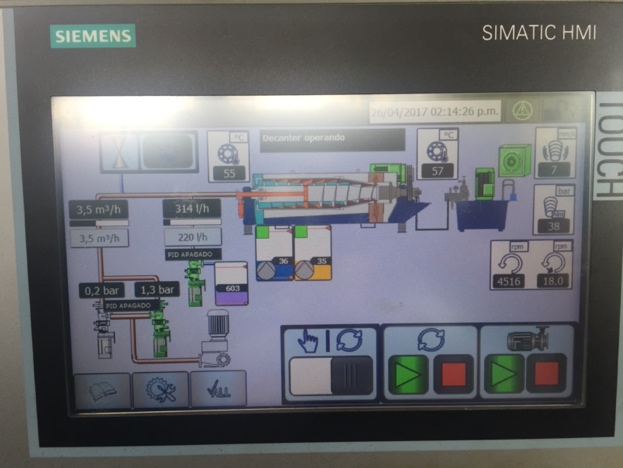 SIEMENS
SIMATIC HMI
TOUCH
26/04/2017 02:14:26 p.m.
°C
55
Decanter operando
°C
57
7
3,5 m³/h
314 l/h
bar
38
3,5 m³/h
220 l/h
PID APAGADO
rpm
rpm
36
35
4516
18.0
603
0,2 bar
1,3 bar
PID APAGADO
ALL